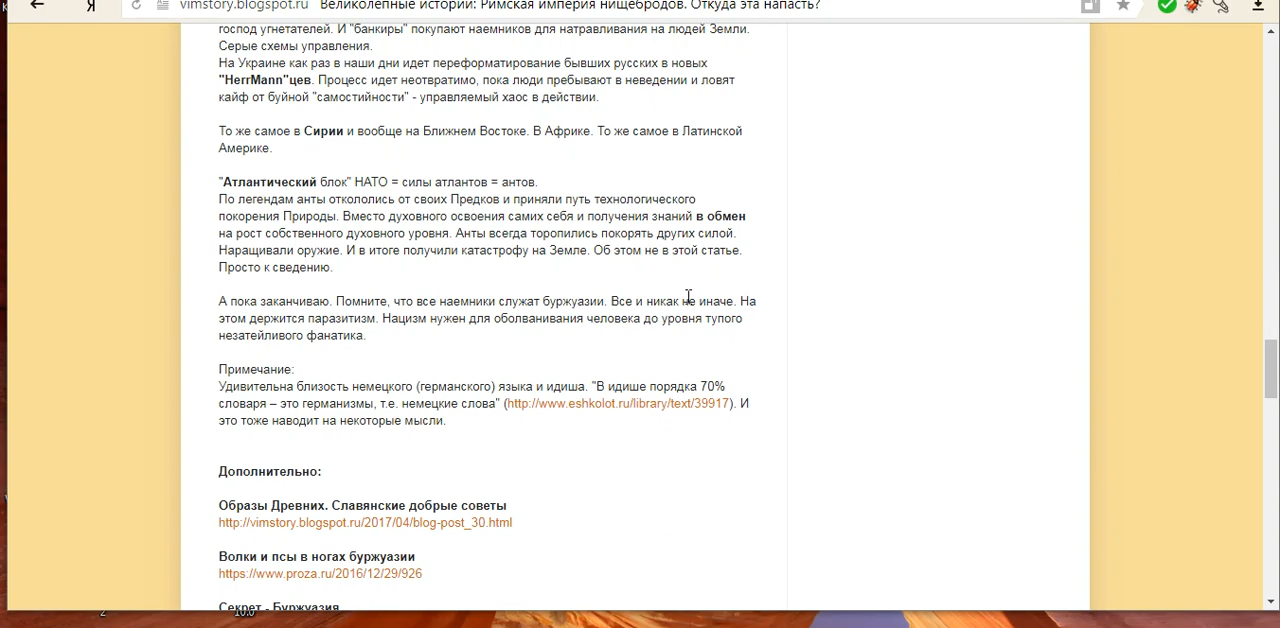 Я vimstory.blogspot.ru Великолепные истории: Римская империя нищебродов. Откуда эта напасть?
господ угнетателей. И "банкиры" покупают наемников для натравливания на людей Земли.
Серые схемы управления.
На Украине как раз в наши дни идет переформатирование бывших русских в новых
"HerrMann"цев. Процесс идет неотвратимо, пока люди пребывают в неведении и ловят
кайф от буйной "самостийности" - управляемый хаос в действии.
То же самое в Сирии и вообще на Ближнем Востоке. В Африке. То же самое в Латинской
Америке.
"Атлантический блок" НАТО = силы атлантов = антов.
По легендам анты откололись от своих Предков и приняли путь технологического
покорения Природы. Вместо духовного освоения самих себя и получения знаний в обмен
на рост собственного духовного уровня. Анты всегда торопились покорять других силой.
Наращивали оружие. И в итоге получили катастрофу на Земле. Об этом не в этой статье.
Просто к сведению.
А пока заканчиваю. Помните, что все наемники служат буржуазии. Все и никак не иначе. На
этом держится паразитизм. Нацизм нужен для оболванивания человека до уровня тупого
незатейливого фанатика.
Примечание:
Удивительна близость немецкого (германского) языка и идиша. "В идише порядка 70%
словаря – это германизмы, т.е. немецкие слова" (http://www.eshkolot.ru/library/text/39917). И
это тоже наводит на некоторые мысли.
Дополнительно:
Образы Древних. Славянские добрые советы
http://vimstory.blogspot.ru/2017/04/blog-post_30.html
Волки и псы в ногах буржуазии
https://www.proza.ru/2016/12/29/926
Секрет - Буржуазия
2 10.0